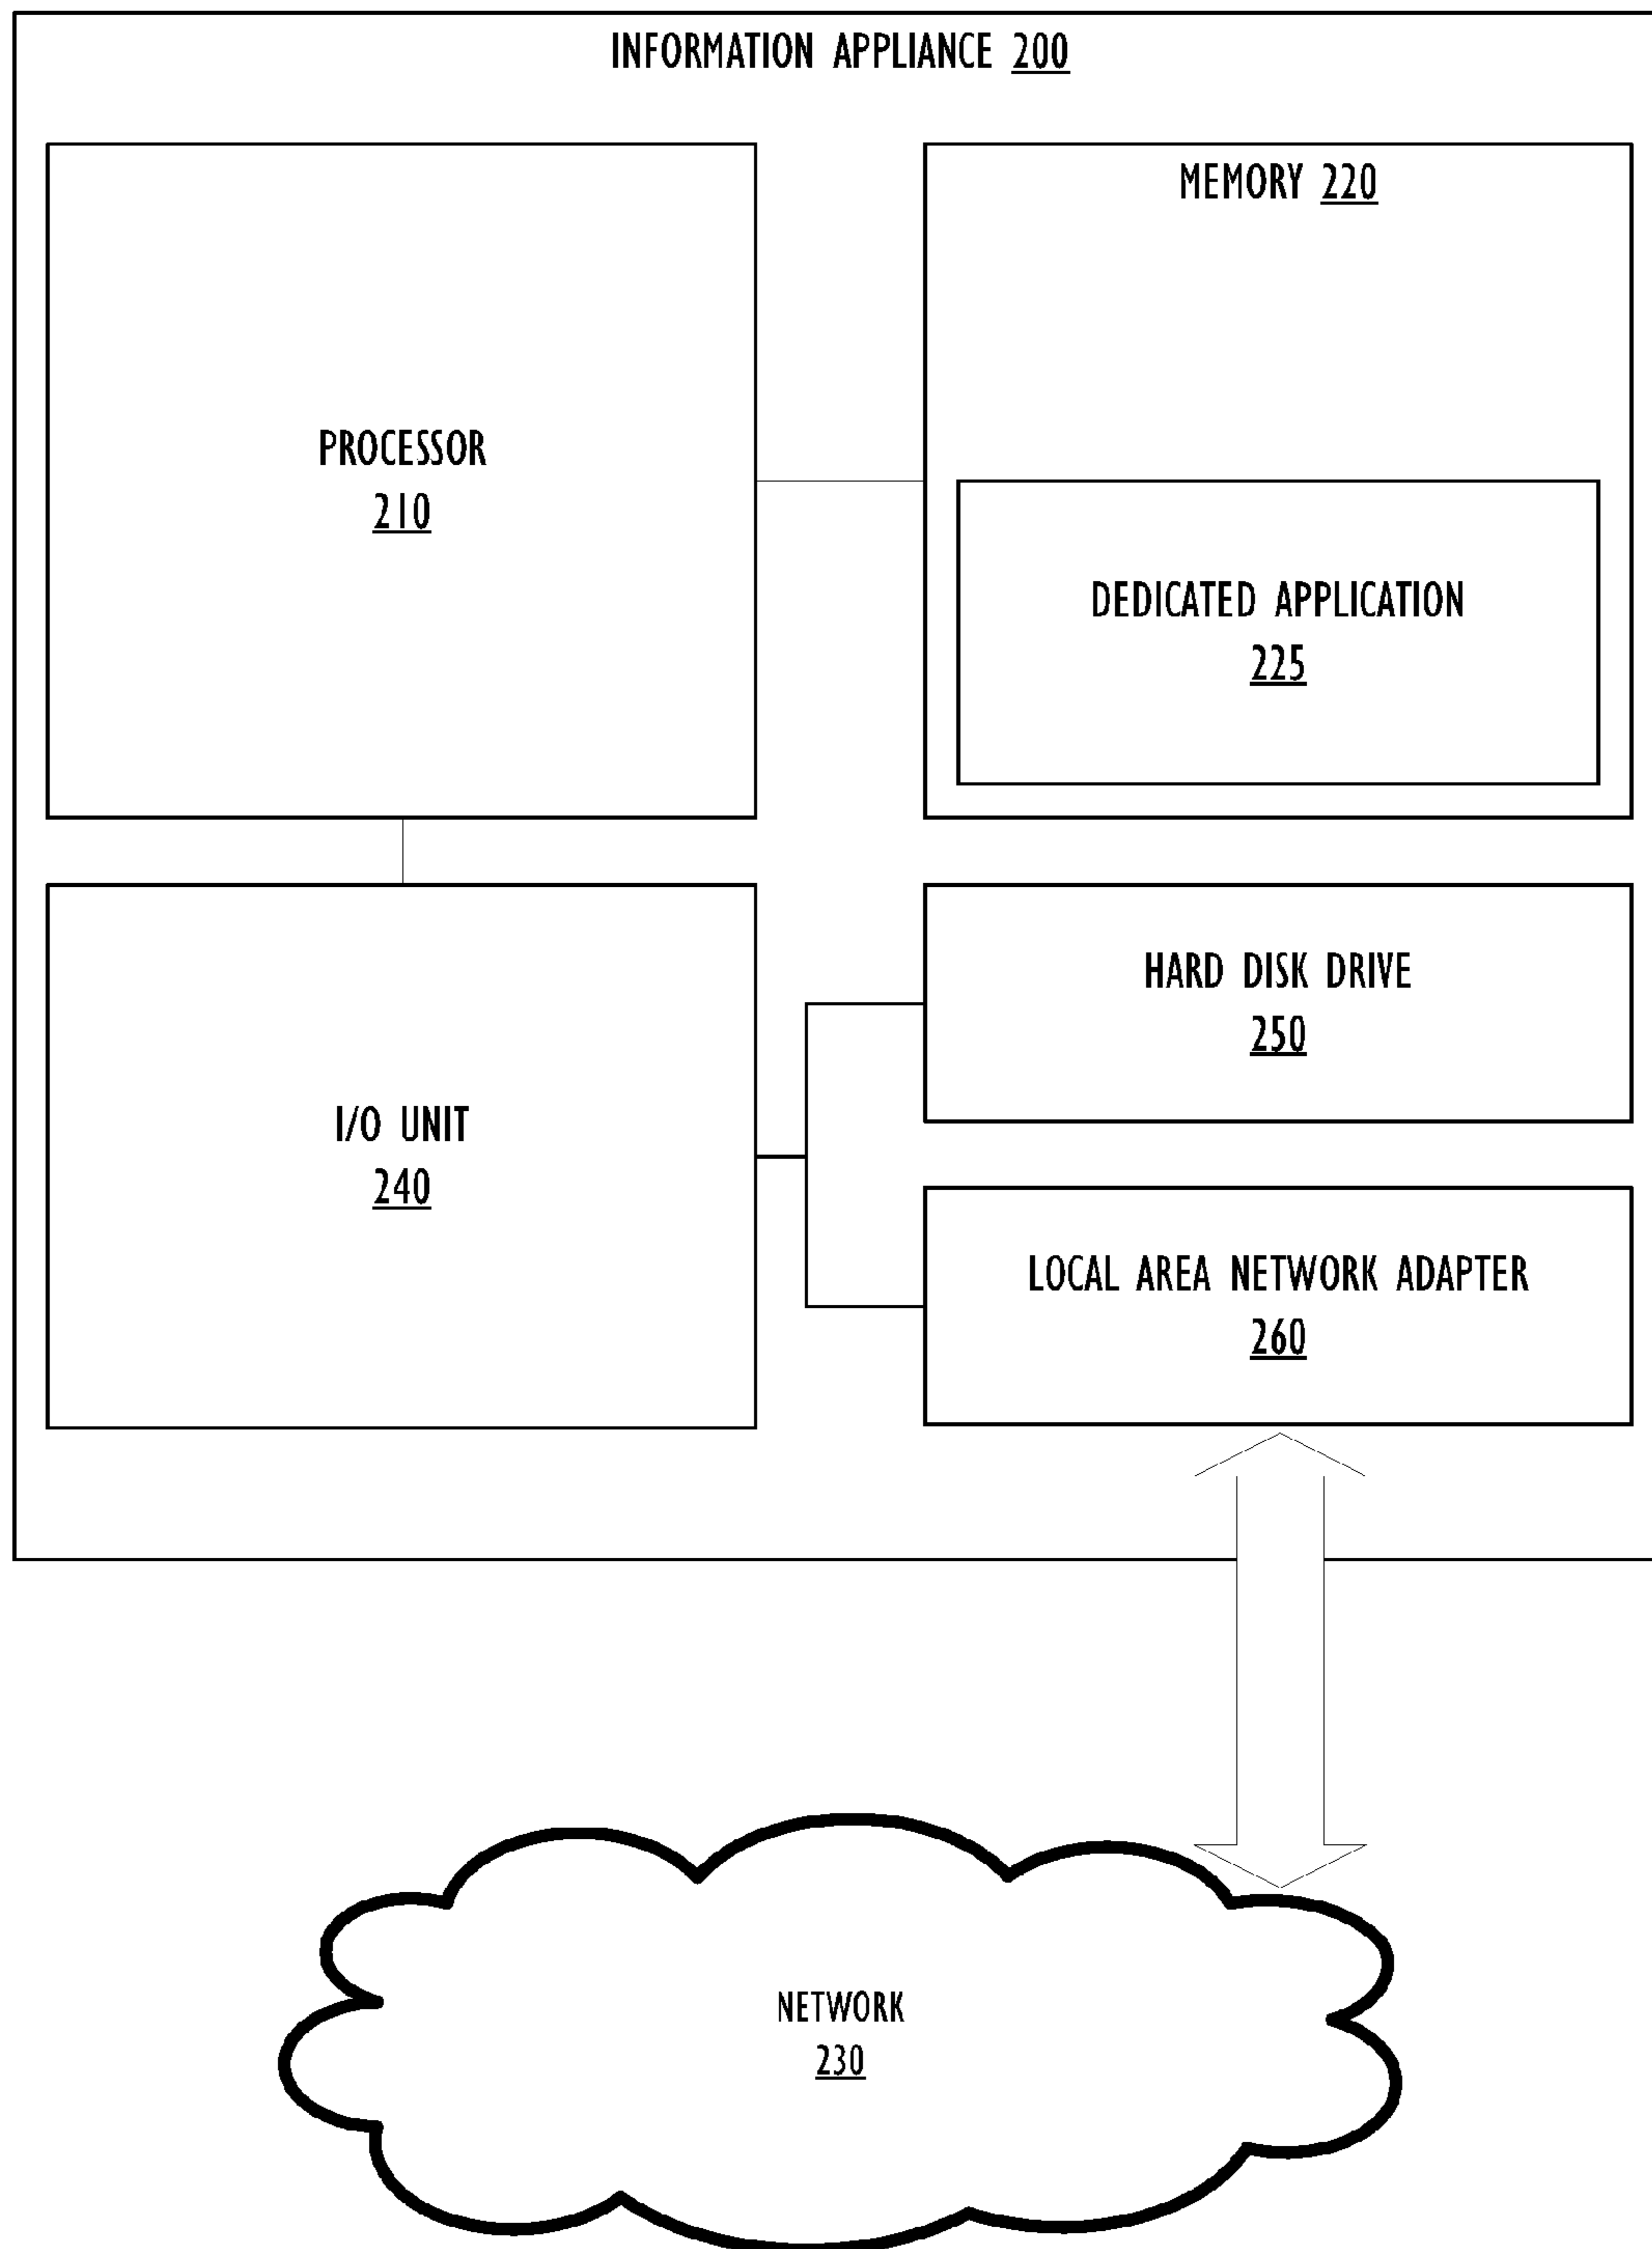 INFORMATION APPLIANCE 200
PROCESSOR
210
MEMORY 220
DEDICATED APPLICATION
225
I/O UNIT
240
HARD DISK DRIVE
250
LOCAL AREA NETWORK ADAPTER
260
NETWORK
230